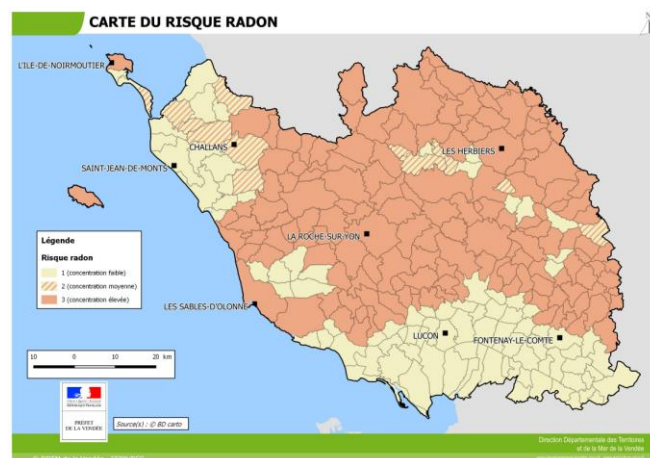 CARTE DU RISQUE RADON
L'ILE-DE-NOIRMOUTIER
CHALLANS
SAINT-JEAN-DE-MONTS
LES HERBIERS
LA ROCHE-SUR-YON
Légende
Risque radon
1 (concentration faible)
2 (concentration moyenne)
3 (concentration élevée)
LES SABLES-D'OLONNE
LUCON
FONTENAY-LE-COMTE
10 0 10 20 km
PRÉFET
DE LA VENDÉE
Source(s) : © BD carto
Direction Départementale des Territoires
et de la Mer de la Vendée